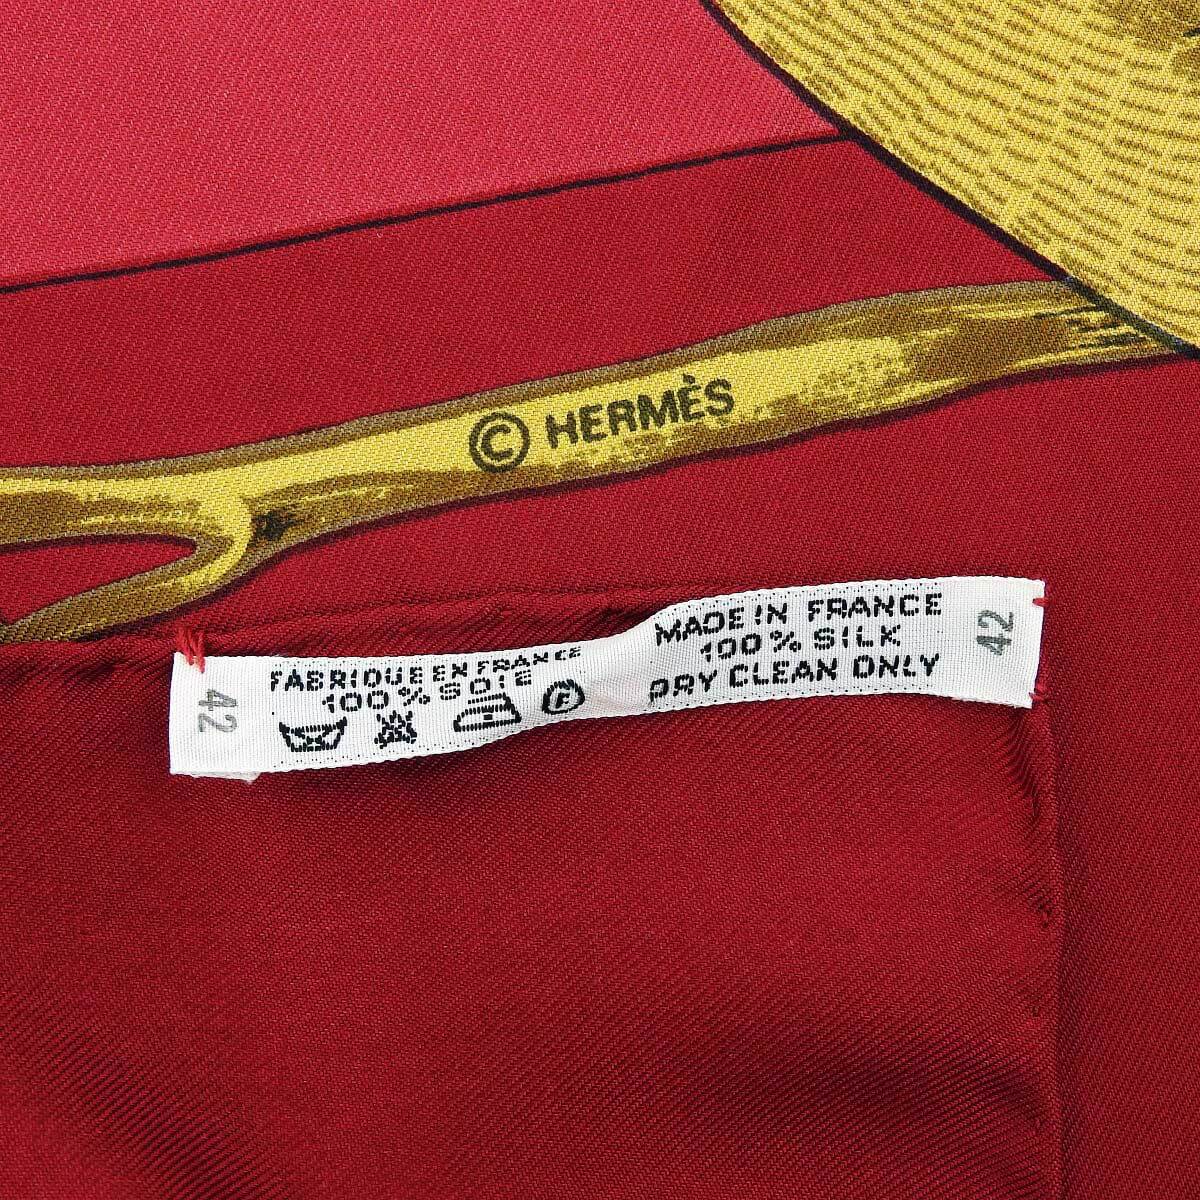 © HERMÈS
42
FABRIQUE EN FRANCE
100% SOIE
F
MADE IN FRANCE
100% SILK
DRY CLEAN ONLY
42